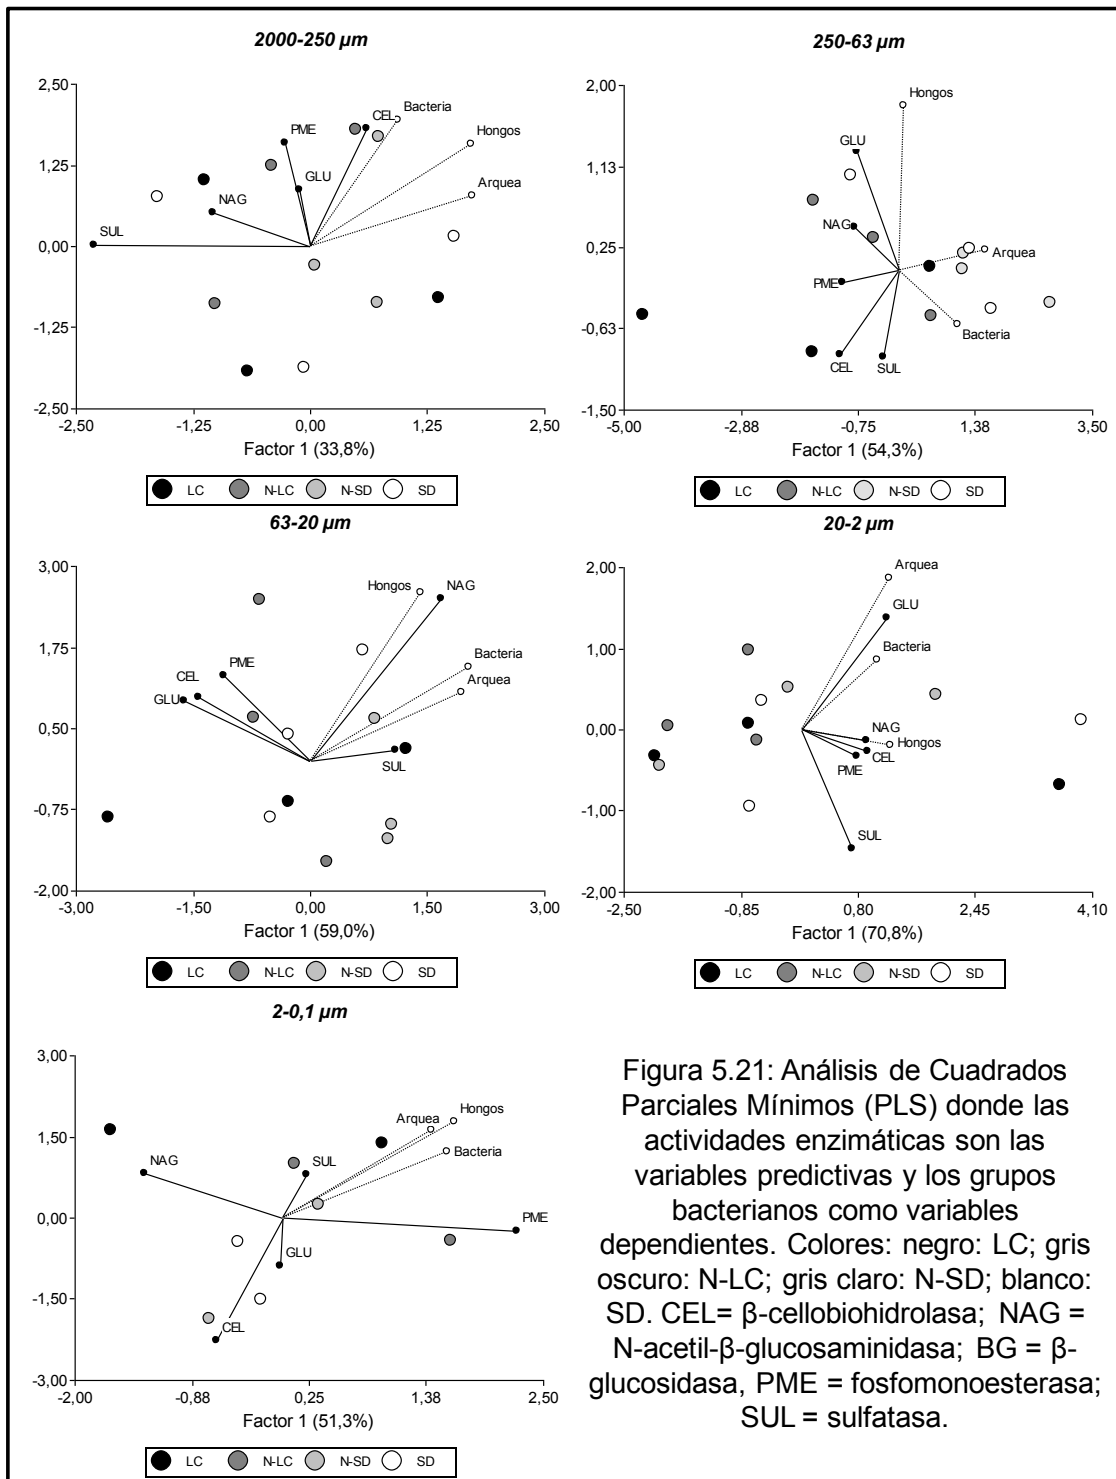 2000-250 µm
2,50
1,25
0,00
-1,25
-2,50
-2,50 -1,25 0,00 1,25 2,50
CEL
Bacteria
PME
Hongos
GLU
Arquea
NAG
SUL
Factor 1 (33,8%)
LC N-LC N-SD SD
250-63 µm
2,00
1,13
0,25
-0,63
-1,50
-5,00 -2,88 -0,75 1,38 3,50
Hongos
GLU
NAG
Arquea
PME
Bacteria
CEL
SUL
Factor 1 (54,3%)
LC N-LC N-SD SD
63-20 µm
3,00
1,75
0,50
-0,75
-2,00
-3,00 -1,50 0,00 1,50 3,00
Hongos
NAG
PME
Bacteria
CEL
Arquea
GLU
SUL
Factor 1 (59,0%)
LC N-LC N-SD SD
20-2 µm
2,00
1,00
0,00
-1,00
-2,00
-2,50 -0,85 0,80 2,45 4,10
Arquea
GLU
Bacteria
NAG
Hongos
CEL
PME
SUL
Factor 1 (70,8%)
LC N-LC N-SD SD
2-0,1 µm
3,00
1,50
0,00
-1,50
-3,00
-2,00 -0,88 0,25 1,38 2,50
Arquea
Hongos
Bacteria
NAG
SUL
PME
GLU
CEL
Factor 1 (51,3%)
LC N-LC N-SD SD
Figura 5.21: Análisis de Cuadrados
Parciales Mínimos (PLS) donde las
actividades enzimáticas son las
variables predictivas y los grupos
bacterianos como variables
dependientes. Colores: negro: LC; gris
oscuro: N-LC; gris claro: N-SD; blanco:
SD. CEL= β-cellobiohidrolasa; NAG =
N-acetil-β-glucosaminidasa; BG = β-
glucosidasa, PME = fosfomonoesterasa;
SUL = sulfatasa.